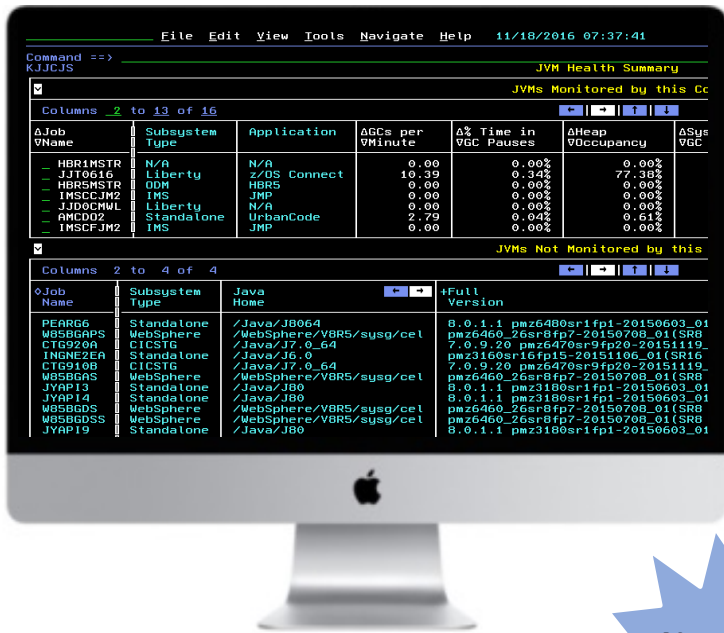 File Edit View Tools Navigate Help 11/18/2016 07:37:41
Command ==>
KJJCJS JVM Health Summary
JVMs Monitored by this Co
Columns 2 to 13 of 16 ← → ↑ ↓
∆Job Subsystem Application ∆GCs per ∆% Time in ∆Heap ∆Sys
∇Name Type ∇Minute ∇GC Pauses ∇Occupancy ∇GC
_ HBR1MSTR N/A N/A 0.00 0.00% 0.00%
_ JJT0616 Liberty z/OS Connect 10.39 0.34% 77.38%
_ HBR5MSTR ODM HBR5 0.00 0.00% 0.00%
_ IMSCCJM2 IMS JMP 0.00 0.00% 0.00%
_ JJD0CMWL Liberty N/A 0.00 0.00% 0.00%
_ AMCDO2 Standalone UrbanCode 2.79 0.04% 0.61%
_ IMSCFJM2 IMS JMP 0.00 0.00% 0.00%
JVMs Not Monitored by this
Columns 2 to 4 of 4 ← → ↑ ↓
◊Job Subsystem Java ← → +Full
Name Type Home Version
PEARG6 Standalone /Java/J8064 8.0.1.1 pmz6480sr1fp1-20150603_01
W85BGAPS WebSphere /WebSphere/V8R5/sysg/cel pmz6460_26sr8fp7-20150708_01(SR8
CTG920A CICSTG /Java/J7.0_64 7.0.9.20 pmz6470sr9fp20-20151119_
INGNE2EA Standalone /Java/J6.0 pmz3160sr16fp15-20151106_01(SR16
CTG910B CICSTG /Java/J7.0_64 7.0.9.20 pmz6470sr9fp20-20151119_
W85BGAS WebSphere /WebSphere/V8R5/sysg/cel pmz6460_26sr8fp7-20150708_01(SR8
JYAPI3 Standalone /Java/J80 8.0.1.1 pmz3180sr1fp1-20150603_01
JYAPI4 Standalone /Java/J80 8.0.1.1 pmz3180sr1fp1-20150603_01
W85BGDS WebSphere /WebSphere/V8R5/sysg/cel pmz6460_26sr8fp7-20150708_01(SR8
W85BGDSS WebSphere /WebSphere/V8R5/sysg/cel pmz6460_26sr8fp7-20150708_01(SR8
JYAPI9 Standalone /Java/J80 8.0.1.1 pmz3180sr1fp1-20150603_01